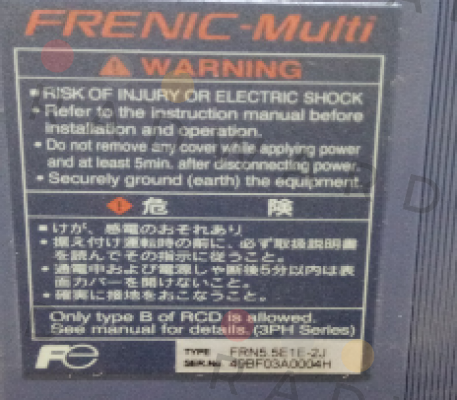 FRENIC-Multi
WARNING
• RISK OF INJURY OR ELECTRIC SHOCK
• Refer to the instruction manual before
installation and operation.
• Do not remove any cover while applying power
and at least 5min. after disconnecting power.
• Securely ground (earth) the equipment.
危 険
■ けが、感電のおそれあり
• 据え付け運転時の前に、必ず取扱説明書
を読んでその指示に従うこと。
• 通電中および電源しゃ断後5分以内は表
面カバーを開けないこと。
• 確実に接地をおこなうこと。
Only type B of RCD is allowed.
See manual for details. (3PH Series)
Fe
TYPE FRN5.5E1E-2J
SER.No 49BF03A0004H
R A D
R A D